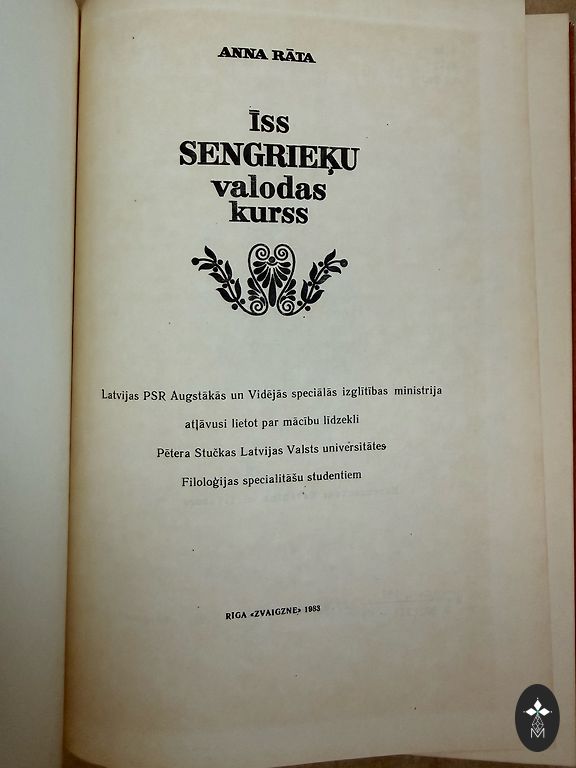 ANNA RĀTA
Īss
SENGRIEĶU
valodas
kurss
Latvijas PSR Augstākās un Vidējās speciālās izglītības ministrija
atļāvusi lietot par mācību līdzekli
Pētera Stučkas Latvijas Valsts universitātes
Filoloģijas specialitāšu studentiem
RĪGA «ZVAIGZNE» 1983
M